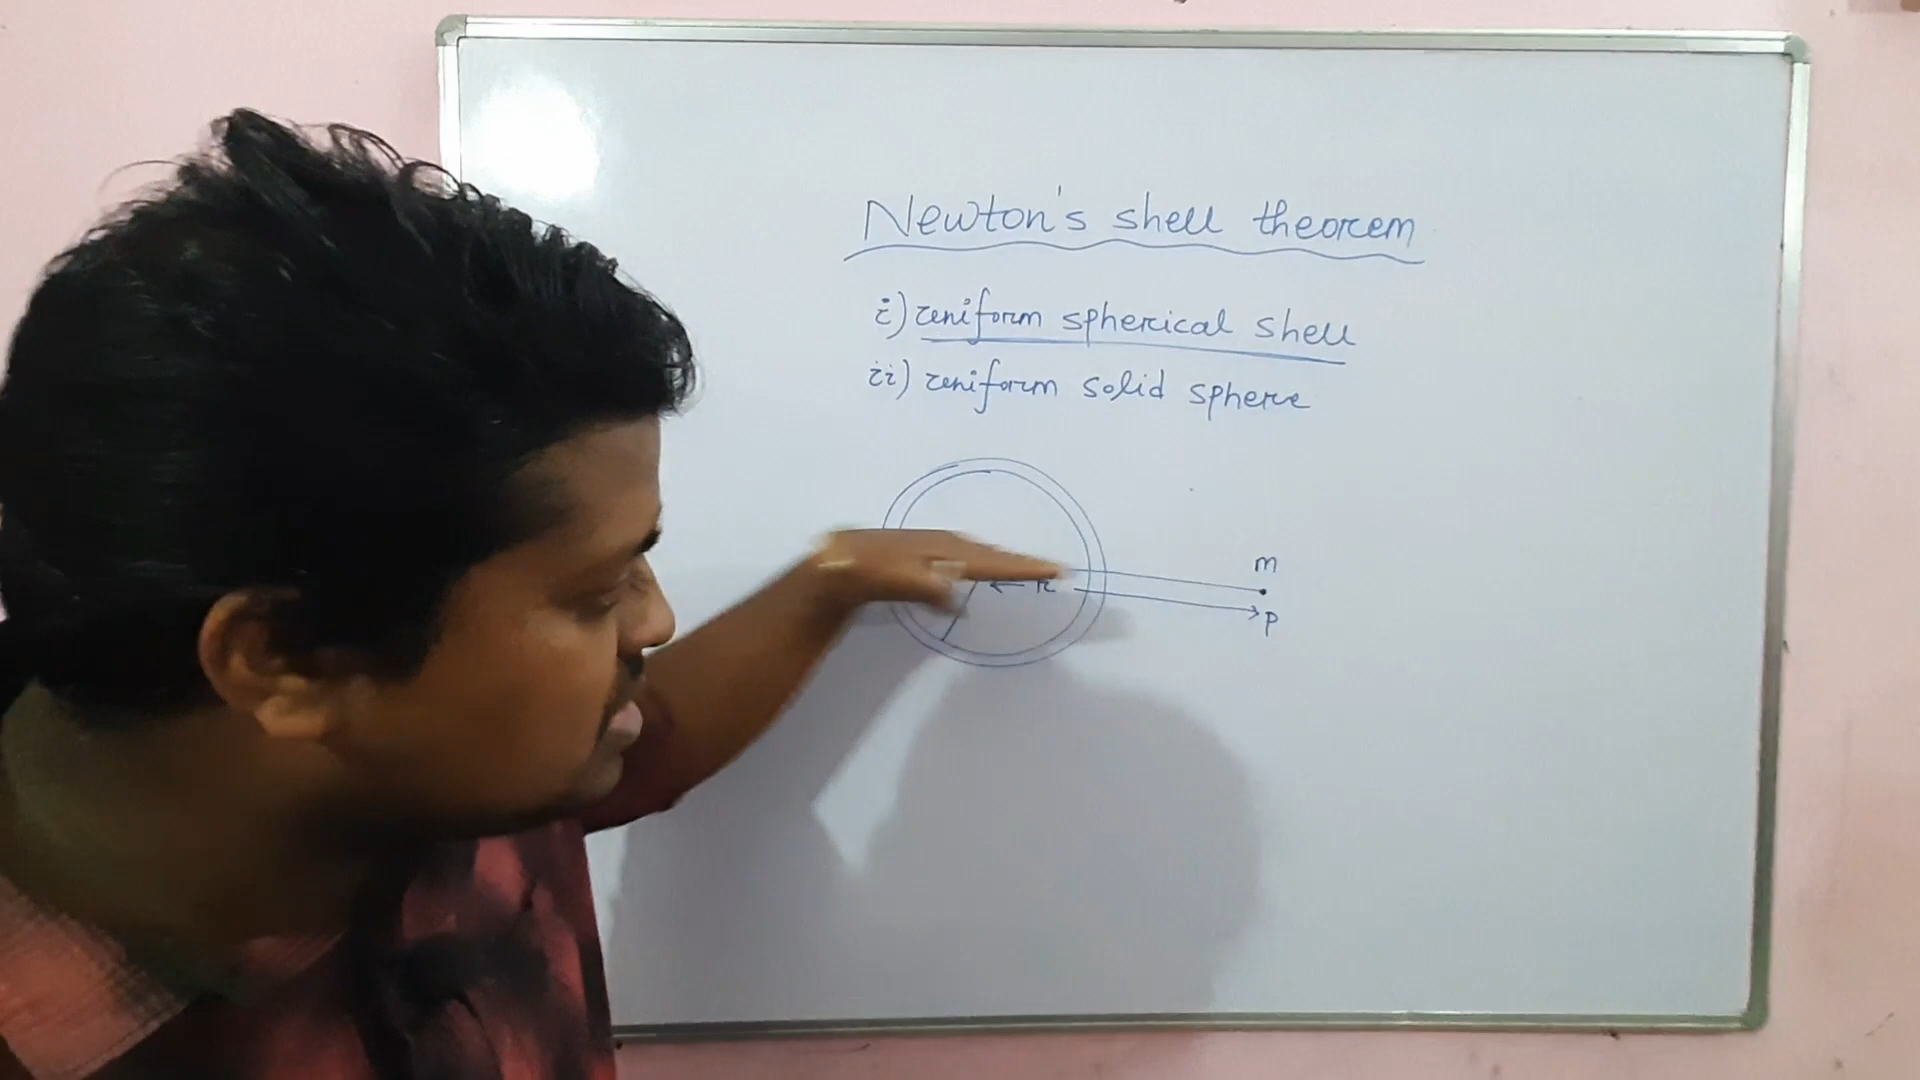 Newton's shell theorem
i) uniform spherical shell
ii) uniform solid sphere
m
r
P